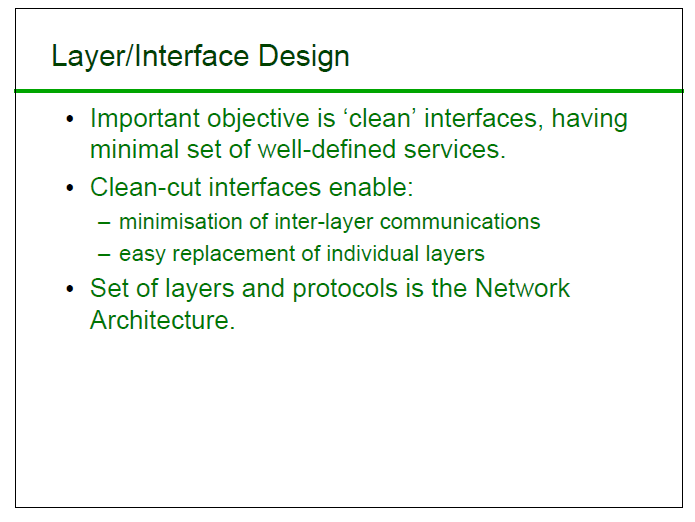 Layer/Interface Design
• Important objective is ‘clean’ interfaces, having
minimal set of well-defined services.
• Clean-cut interfaces enable:
– minimisation of inter-layer communications
– easy replacement of individual layers
• Set of layers and protocols is the Network
Architecture.